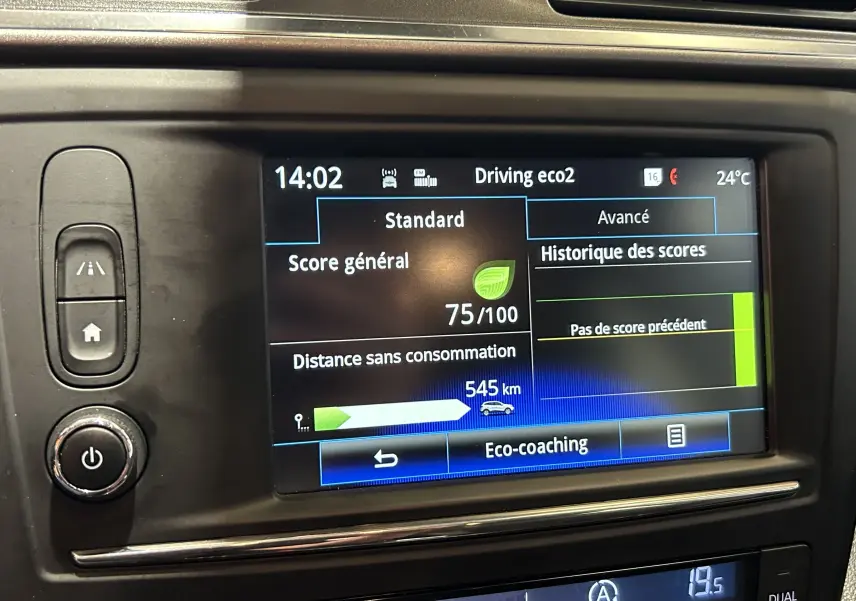 14:02 Driving eco2 16 24°C
Standard Avancé
Score général
75/100
Historique des scores
Pas de score précédent
Distance sans consommation
545 km
Eco-coaching
A 19.5
DUAL